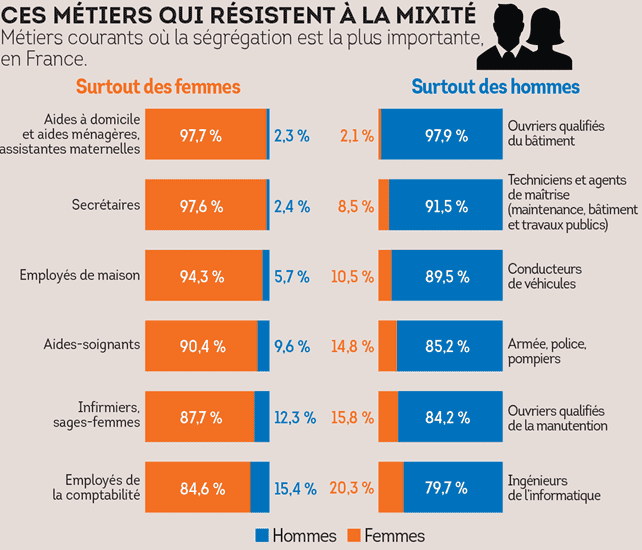 CES MÉTIERS QUI RÉSISTENT À LA MIXITÉ
Métiers courants où la ségrégation est la plus importante,
en France.
Surtout des femmes
Aides à domicile
et aides ménagères,
assistantes maternelles
97,7 %
2,3 %
Secrétaires
97,6 %
2,4 %
Employés de maison
94,3 %
5,7 %
Aides-soignants
90,4 %
9,6 %
Infirmiers,
sages-femmes
87,7 %
12,3 %
Employés de
la comptabilité
84,6 %
15,4 %
Surtout des hommes
2,1 %
97,9 %
Ouvriers qualifiés
du bâtiment
8,5 %
91,5 %
Techniciens et agents
de maîtrise
(maintenance, bâtiment
et travaux publics)
10,5 %
89,5 %
Conducteurs
de véhicules
14,8 %
85,2 %
Armée, police,
pompiers
15,8 %
84,2 %
Ouvriers qualifiés
de la manutention
20,3 %
79,7 %
Ingénieurs
de l'informatique
Hommes
Femmes